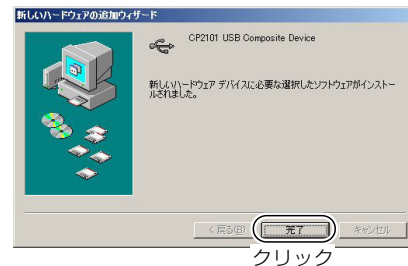 新しいハードウェアの追加ウィザード
CP2101 USB Composite Device
新しいハードウェア デバイスに必要な選択したソフトウェアがインストー
ルされました。
< 戻る(B)
完了
キャンセル
クリック